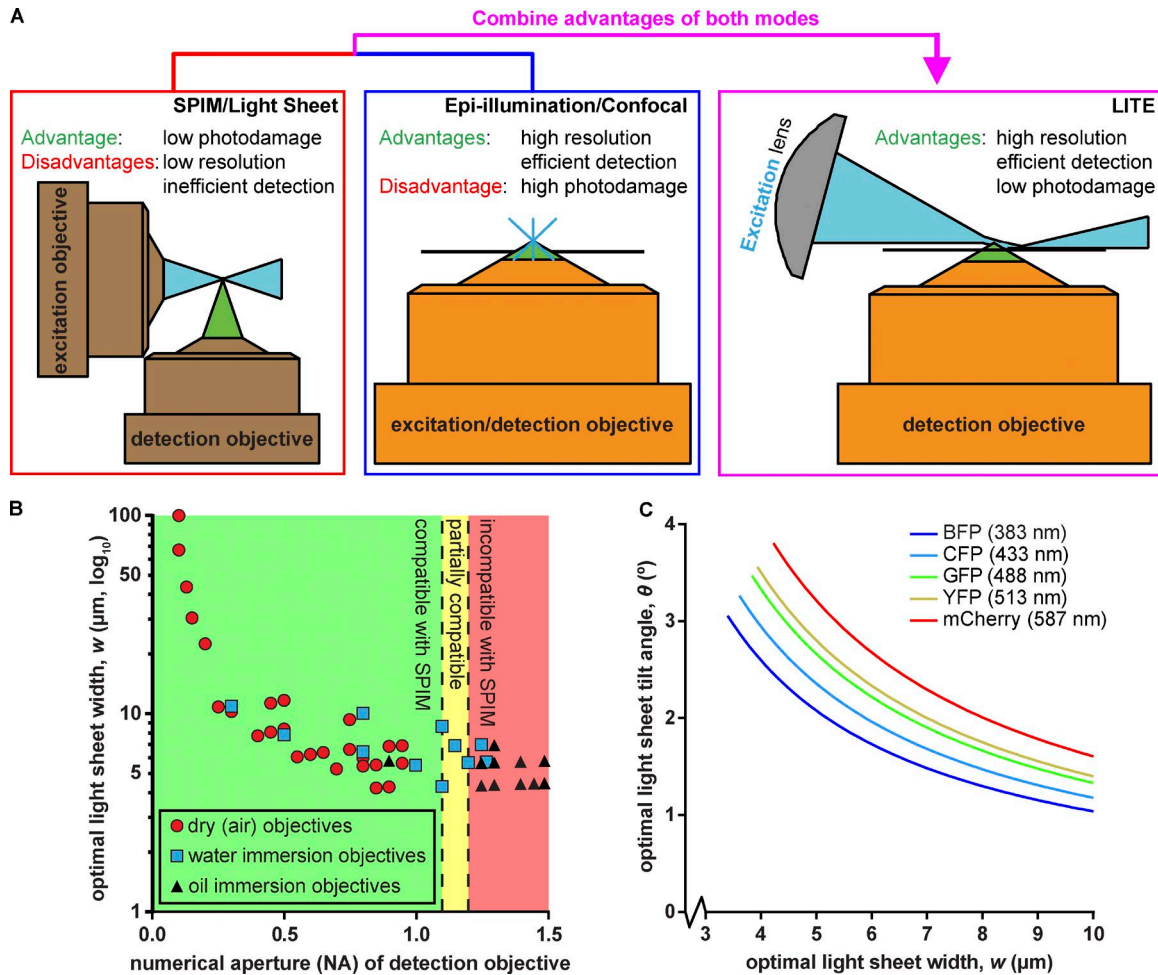 A
Combine advantages of both modes
SPIM/Light Sheet
Advantage: low photodamage
Disadvantages: low resolution
inefficient detection
excitation objective
detection objective
Epi-illumination/Confocal
Advantages: high resolution
efficient detection
Disadvantage: high photodamage
excitation/detection objective
LITE
Advantages: high resolution
efficient detection
low photodamage
Excitation lens
detection objective
B
optimal light sheet width, w (µm, log10)
100
50
10
5
1
compatible with SPIM
partially compatible
incompatible with SPIM
dry (air) objectives
water immersion objectives
oil immersion objectives
0.0 0.5 1.0 1.5
numerical aperture (NA) of detection objective
C
optimal light sheet tilt angle, θ (º)
4
3
2
1
0
BFP (383 nm)
CFP (433 nm)
GFP (488 nm)
YFP (513 nm)
mCherry (587 nm)
3 4 5 6 7 8 9 10
optimal light sheet width, w (µm)